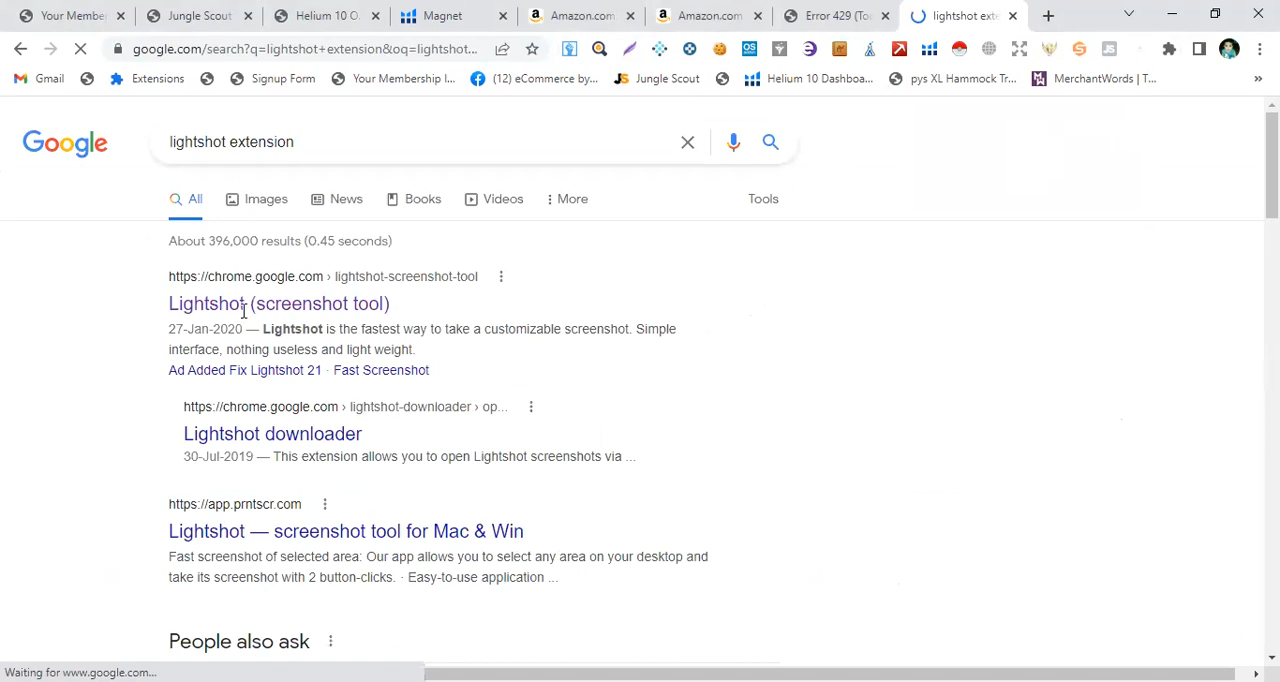 Your Membe
Jungle Scout
Helium 10 O
Magnet
Amazon.com
Amazon.com
Error 429 (To
lightshot exte
google.com/search?q=lightshot+extension&oq=lightshot...
Gmail
Extensions
Signup Form
Your Membership I...
(12) eCommerce by...
Jungle Scout
Helium 10 Dashboa...
pys XL Hammock Tr...
MerchantWords | T...
Google
lightshot extension
All
Images
News
Books
Videos
More
Tools
About 396,000 results (0.45 seconds)
https://chrome.google.com › lightshot-screenshot-tool
Lightshot (screenshot tool)
27-Jan-2020 — Lightshot is the fastest way to take a customizable screenshot. Simple
interface, nothing useless and light weight.
Ad Added Fix Lightshot 21 · Fast Screenshot
https://chrome.google.com › lightshot-downloader › op...
Lightshot downloader
30-Jul-2019 — This extension allows you to open Lightshot screenshots via ...
https://app.prntscr.com
Lightshot — screenshot tool for Mac & Win
Fast screenshot of selected area: Our app allows you to select any area on your desktop and
take its screenshot with 2 button-clicks. · Easy-to-use application ...
People also ask
Waiting for www.google.com...